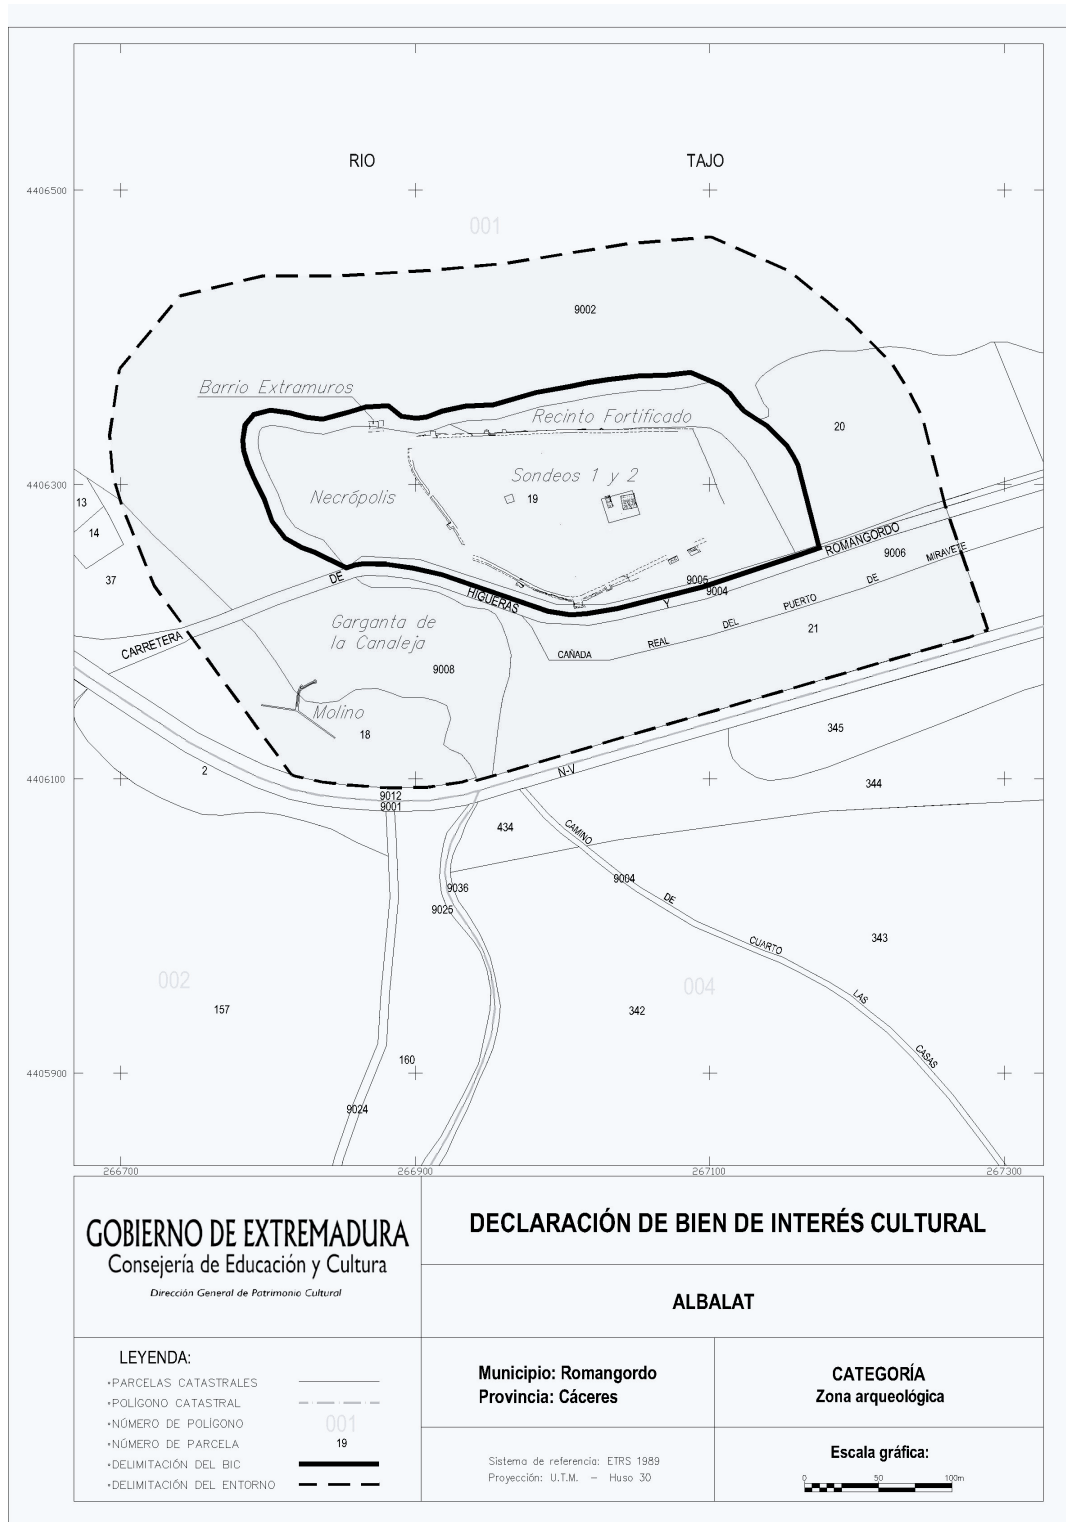 RIO TAJO
4406500
001
9002
Barrio Extramuros
Recinto Fortificado
20
Sondeos 1 y 2
4406300
Necrópolis
19
13
14
ROMANGORDO
9006
MIRAVETE
37
DE
9005
DE
9004
HIGUERAS
Y
PUERTO
Garganta de
la Canaleja
DEL
21
CARRETERA
REAL
CAÑADA
9008
Molino
18
345
2
N-V
4406100
344
9012
9001
434
CAMINO
9004
9036
DE
9025
343
CUARTO
002
004
LAS
157
342
CASAS
160
4405900
9024
266700
266900
267100
267300
GOBIERNO DE EXTREMADURA
Consejería de Educación y Cultura
Dirección General de Patrimonio Cultural
DECLARACIÓN DE BIEN DE INTERÉS CULTURAL
ALBALAT
LEYENDA:
•PARCELAS CATASTRALES
•POLÍGONO CATASTRAL
•NÚMERO DE POLÍGONO 001
•NÚMERO DE PARCELA 19
•DELIMITACIÓN DEL BIC
•DELIMITACIÓN DEL ENTORNO
Municipio: Romangordo
Provincia: Cáceres
CATEGORÍA
Zona arqueológica
Sistema de referencia: ETRS 1989
Proyección: U.T.M. – Huso 30
Escala gráfica:
0 50 100m